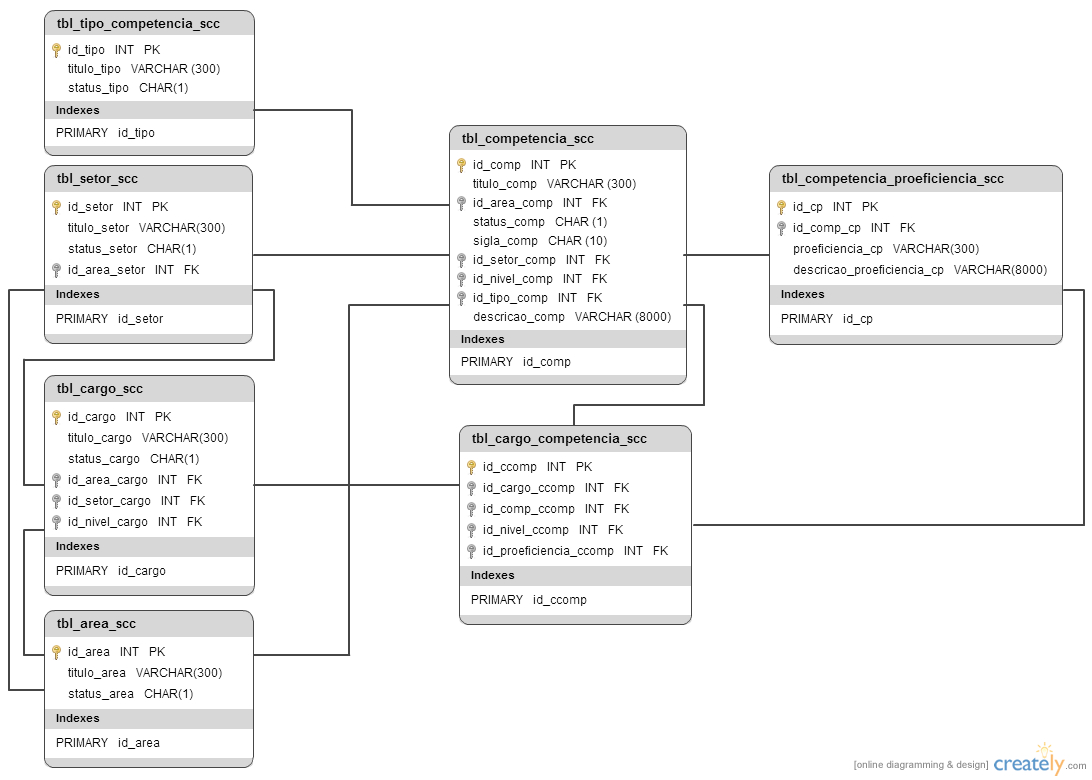 tbl_tipo_competencia_scc
id_tipo INT PK
titulo_tipo VARCHAR (300)
status_tipo CHAR(1)
Indexes
PRIMARY id_tipo
tbl_setor_scc
id_setor INT PK
titulo_setor VARCHAR(300)
status_setor CHAR(1)
id_area_setor INT FK
Indexes
PRIMARY id_setor
tbl_cargo_scc
id_cargo INT PK
titulo_cargo VARCHAR(300)
status_cargo CHAR(1)
id_area_cargo INT FK
id_setor_cargo INT FK
id_nivel_cargo INT FK
Indexes
PRIMARY id_cargo
tbl_area_scc
id_area INT PK
titulo_area VARCHAR(300)
status_area CHAR(1)
Indexes
PRIMARY id_area
tbl_competencia_scc
id_comp INT PK
titulo_comp VARCHAR (300)
id_area_comp INT FK
status_comp CHAR (1)
sigla_comp CHAR (10)
id_setor_comp INT FK
id_nivel_comp INT FK
id_tipo_comp INT FK
descricao_comp VARCHAR (8000)
Indexes
PRIMARY id_comp
tbl_cargo_competencia_scc
id_ccomp INT PK
id_cargo_ccomp INT FK
id_comp_ccomp INT FK
id_nivel_ccomp INT FK
id_proeficiencia_ccomp INT FK
Indexes
PRIMARY id_ccomp
tbl_competencia_proeficiencia_scc
id_cp INT PK
id_comp_cp INT FK
proeficiencia_cp VARCHAR(300)
descricao_proeficiencia_cp VARCHAR(8000)
Indexes
PRIMARY id_cp
[online diagramming & design] creately.com